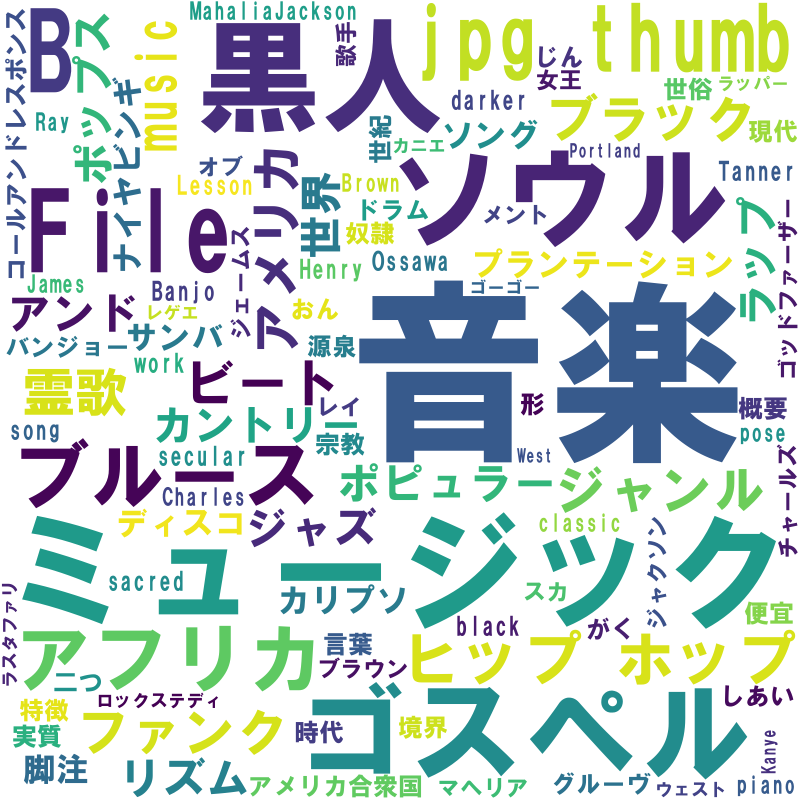 MahaliaJackson
B
ポップス
music
黒人
歌手
jpg
thumb
じん
女王
世俗
ラッパー
コールアンドレスポンス
Ray
ナイヤビンギ
darker
ブラック
現代
世紀
カニエ
ソング
Portland
Tanner
オブ
Lesson
アメリカ
世界
Brown
ソウル
ドラム
メント
奴隷
File
ジェームス
Henry
Ossawa
プランテーション
ラップ
ゴッドファーザー
James
Banjo
ゴーゴー
アンド
レゲエ
おん
音楽
バンジョー
サンバ
源泉
work
ビート
霊歌
レイ
形
概要
カントリー
song
宗教
pose
secular
West
ブルース
Charles
ポピュラー
ジャンル
チャールズ
ディスコ
ジャズ
classic
ミュージック
ジャクソン
sacred
カリプソ
スカ
便宜
ラスタファリ
black
がく
アフリカ
言葉
ヒップ
ホップ
二つ
ブラウン
しあい
ロックステディ
ゴスペル
特徴
ファンク
時代
境界
実質
Kanye
脚注
リズム
アメリカ合衆国
マヘリア
グルーヴ
ウェスト
piano